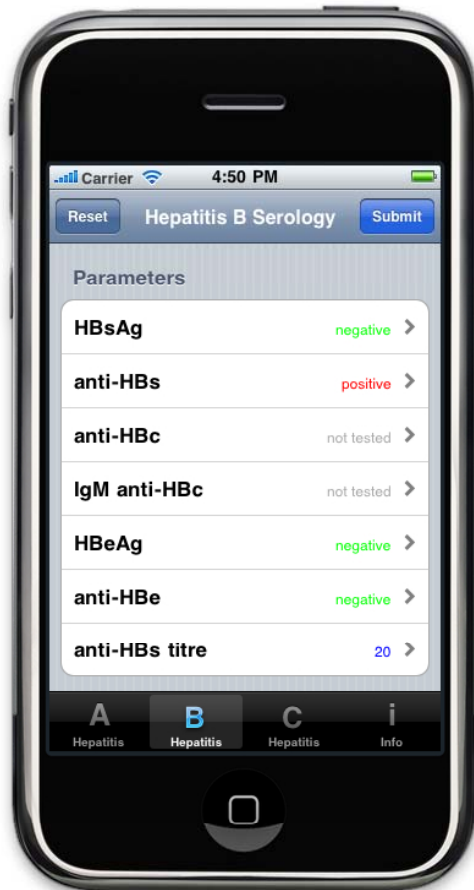 Carrier 4:50 PM
Reset Hepatitis B Serology Submit
Parameters
HBsAg negative
anti-HBs positive
anti-HBc not tested
IgM anti-HBc not tested
HBeAg negative
anti-HBe negative
anti-HBs titre 20
A B C i
Hepatitis Hepatitis Hepatitis Info